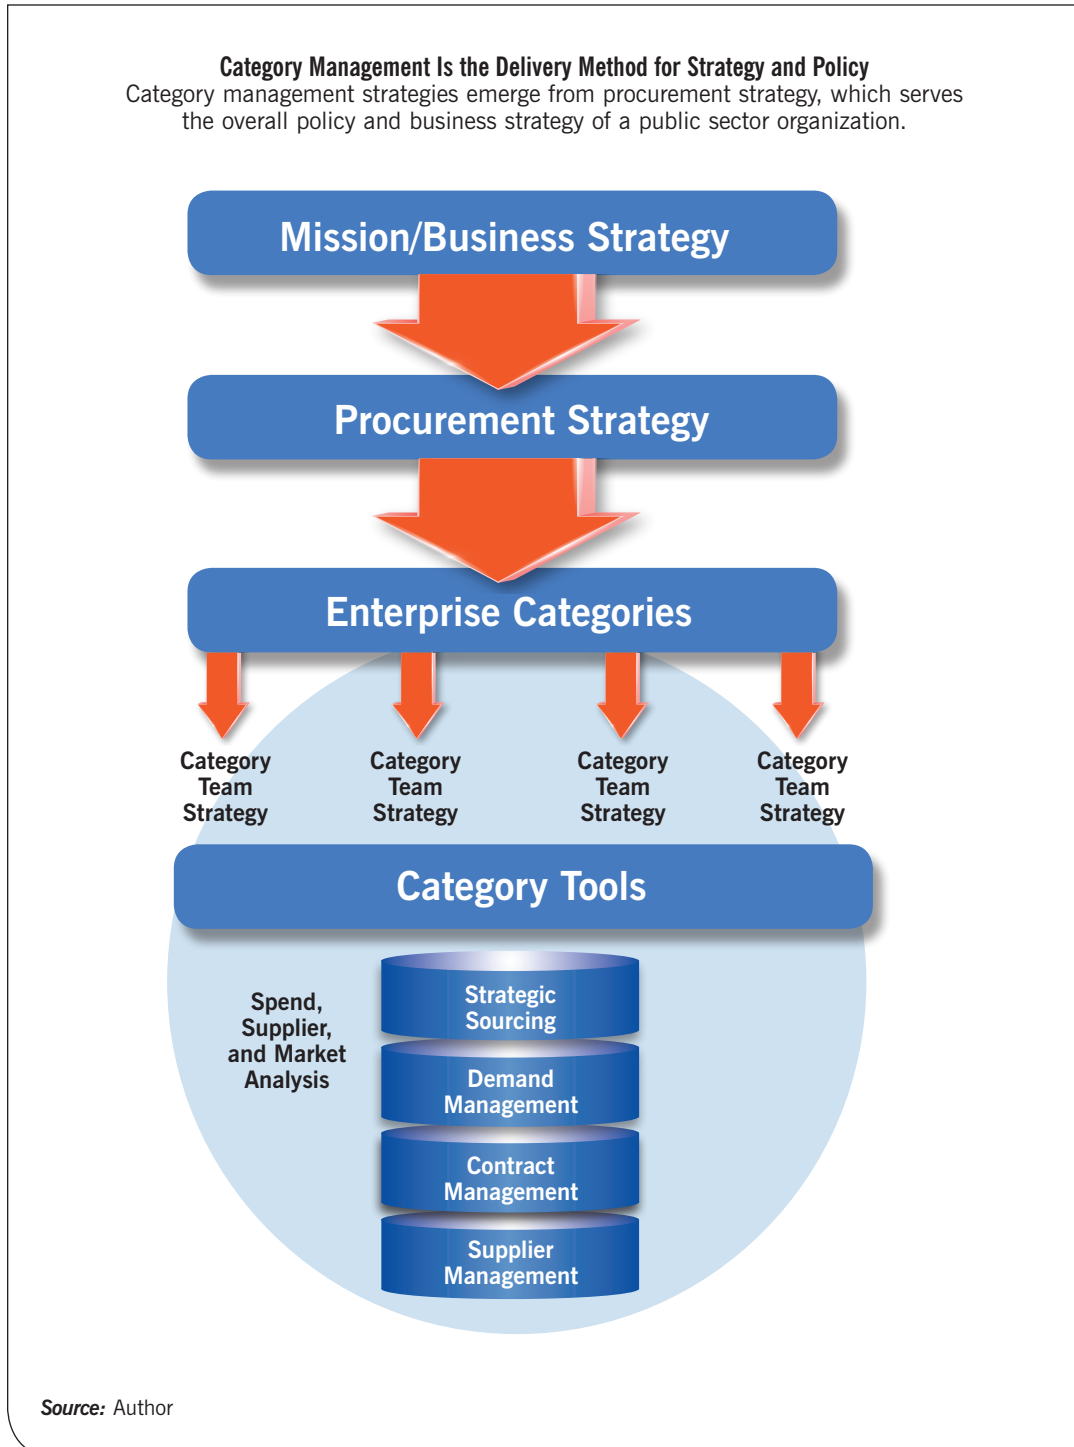 Category Management Is the Delivery Method for Strategy and Policy
Category management strategies emerge from procurement strategy, which serves
the overall policy and business strategy of a public sector organization.
Mission/Business Strategy
Procurement Strategy
Enterprise Categories
Category
Team
Strategy
Category
Team
Strategy
Category
Team
Strategy
Category
Team
Strategy
Category Tools
Spend,
Supplier,
and Market
Analysis
Strategic
Sourcing
Demand
Management
Contract
Management
Supplier
Management
Source: Author